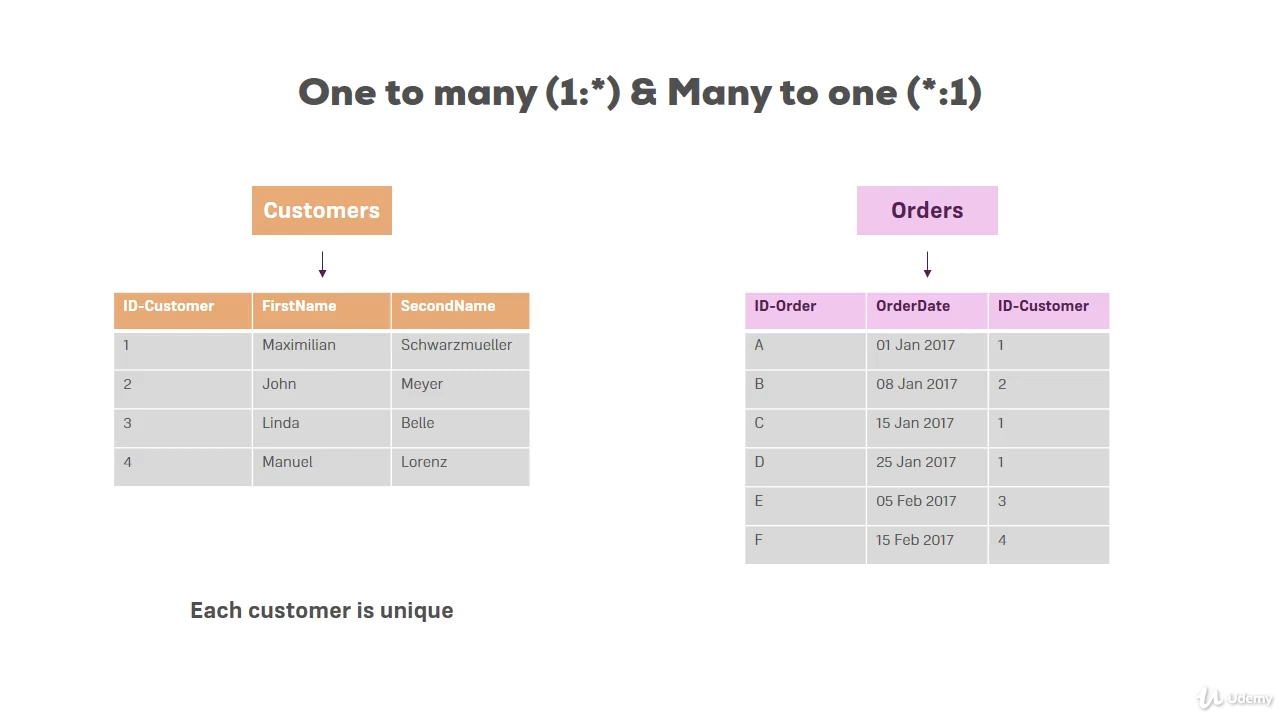 One to many (1:*) & Many to one (*:1)
Customers
ID-Customer FirstName SecondName
1 Maximilian Schwarzmueller
2 John Meyer
3 Linda Belle
4 Manuel Lorenz
Each customer is unique
Orders
ID-Order OrderDate ID-Customer
A 01 Jan 2017 1
B 08 Jan 2017 2
C 15 Jan 2017 1
D 25 Jan 2017 1
E 05 Feb 2017 3
F 15 Feb 2017 4
Udemy